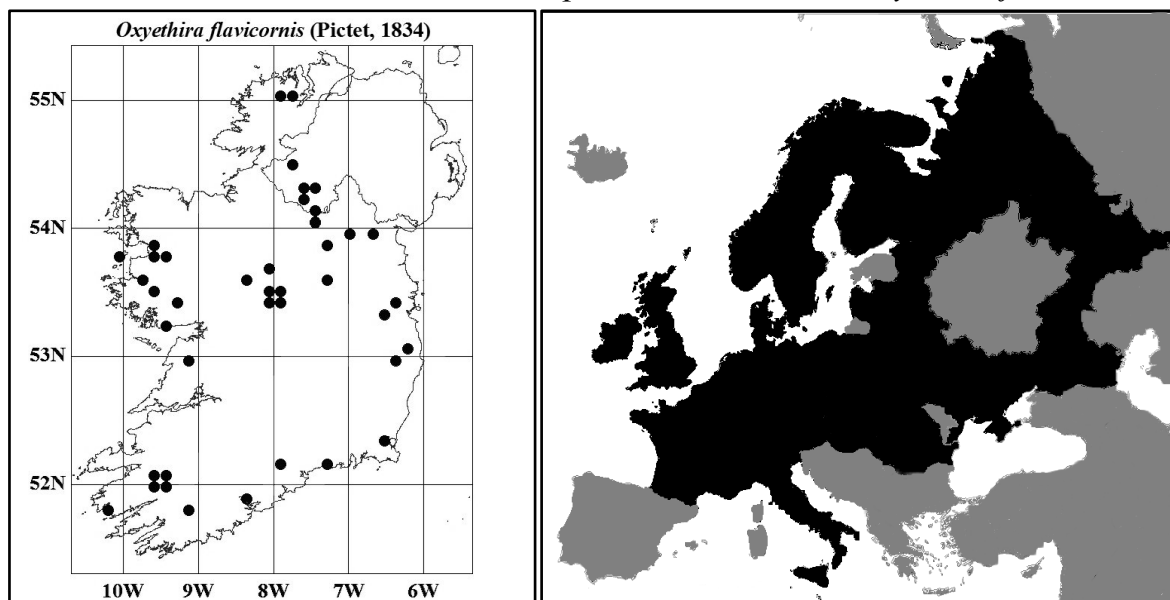 Oxyethira flavicornis (Pictet, 1834)
55N
54N
53N
52N
10W 9W 8W 7W 6W